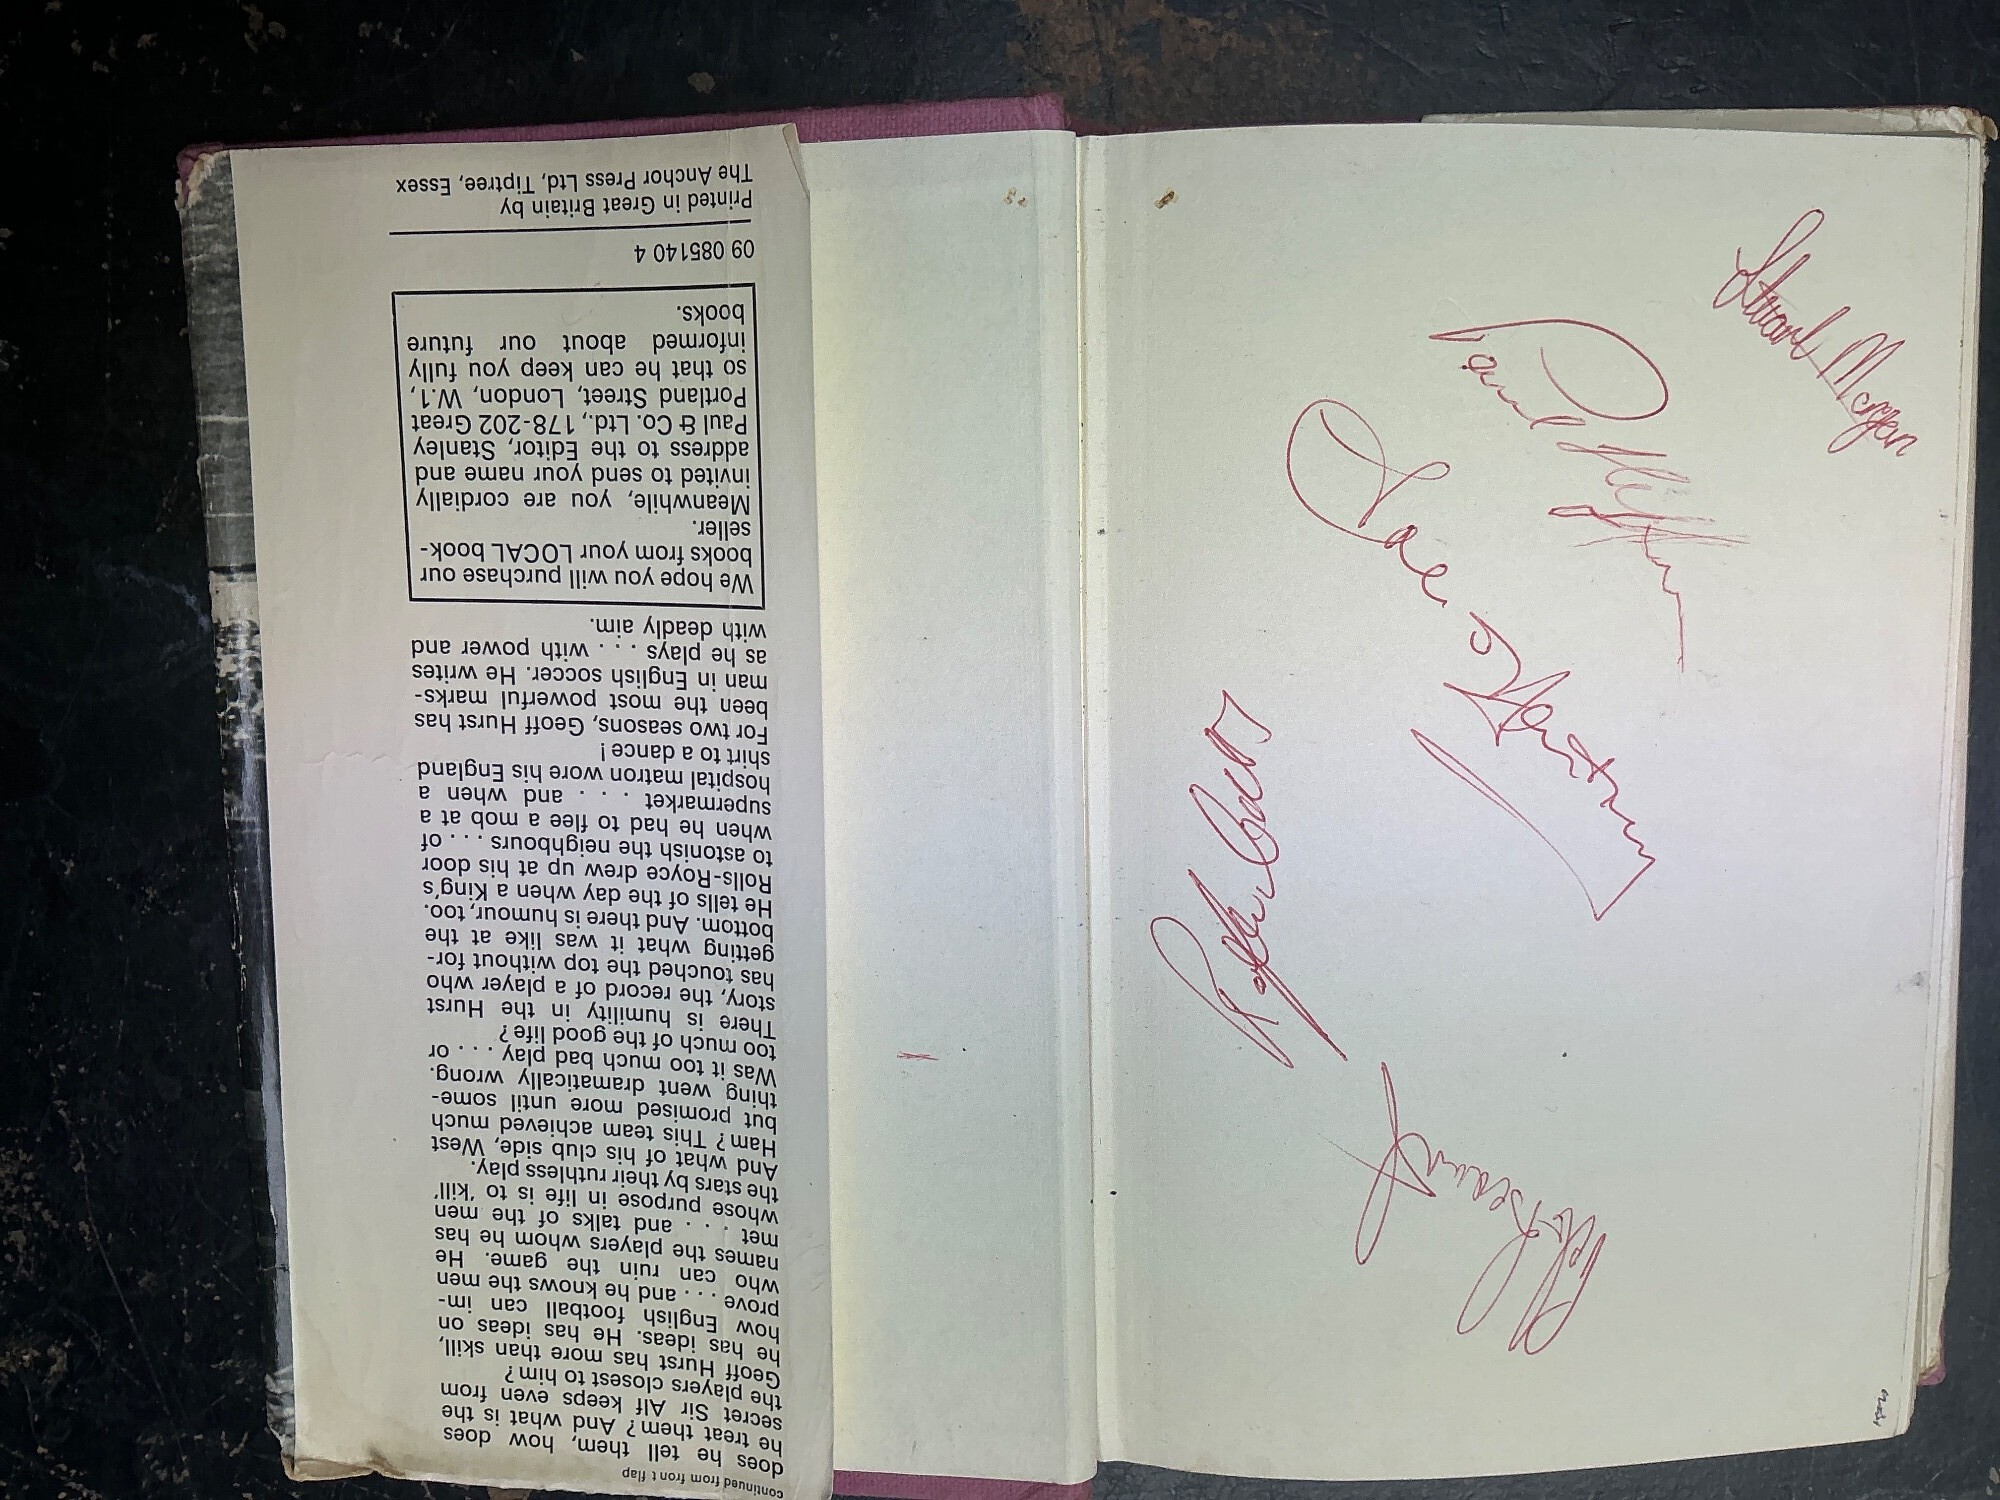 continued from front flap
does he tell them, how does
he treat them? And what is the
secret Sir Alf keeps even from
the players closest to him?
Geoff Hurst has more than skill,
he has ideas. He has ideas on
how English football can im-
prove . . . and he knows the men
who can ruin the game. He
names the players whom he has
met . . . and talks of the men
whose purpose in life is to 'kill'
the stars by their ruthless play.
And what of his club side, West
Ham? This team achieved much
but promised more until some-
thing went dramatically wrong.
Was it too much bad play . . . or
too much of the good life?
There is humility in the Hurst
story, the record of a player who
has touched the top without for-
getting what it was like at the
bottom. And there is humour, too.
He tells of the day when a King's
Rolls-Royce drew up at his door
to astonish the neighbours . . . of
when he had to flee a mob at a
supermarket . . . and when a
hospital matron wore his England
shirt to a dance!
For two seasons, Geoff Hurst has
been the most powerful marks-
man in English soccer. He writes
as he plays . . . with power and
with deadly aim.
We hope you will purchase our
books from your LOCAL book-
seller.
Meanwhile, you are cordially
invited to send your name and
address to the Editor, Stanley
Paul & Co. Ltd., 178-202 Great
Portland Street, London, W.1,
so that he can keep you fully
informed about our future
books.
09 085140 4
Printed in Great Britain by
The Anchor Press Ltd, Tiptree, Essex
Stuart Morgan
Paul
Roger